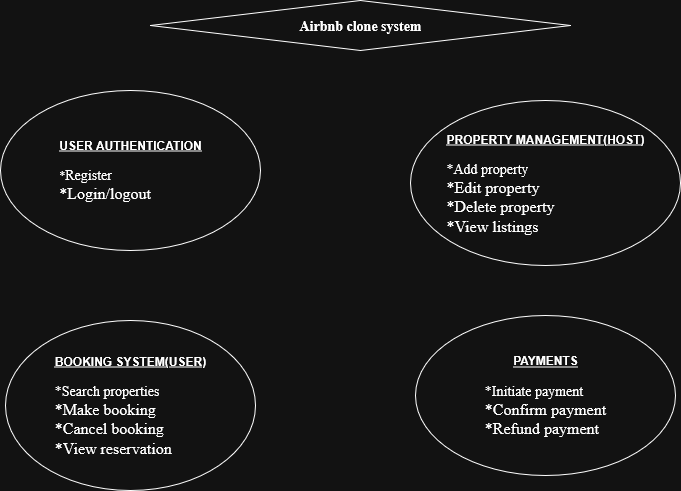 Airbnb clone system
USER AUTHENTICATION
*Register
*Login/logout
PROPERTY MANAGEMENT(HOST)
*Add property
*Edit property
*Delete property
*View listings
BOOKING SYSTEM(USER)
*Search properties
*Make booking
*Cancel booking
*View reservation
PAYMENTS
*Initiate payment
*Confirm payment
*Refund payment